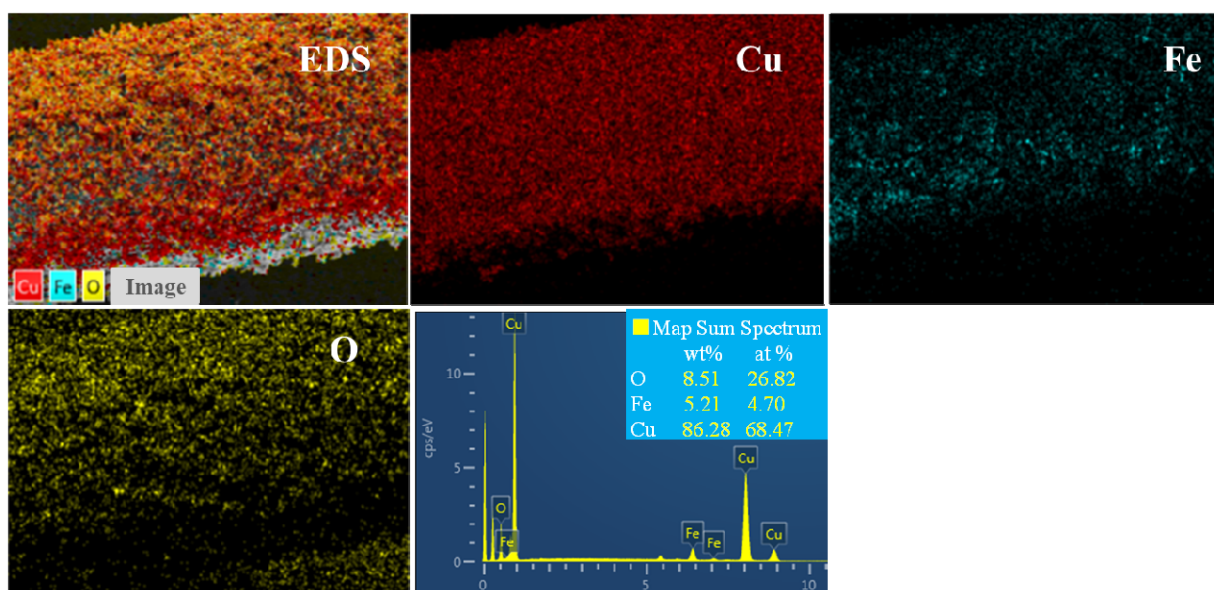 EDS
Cu
Fe
Cu Fe O Image
O
Map Sum Spectrum
wt% at %
O 8.51 26.82
Fe 5.21 4.70
Cu 86.28 68.47
cps/eV
10
5
0
Cu
O
Fe
Fe
Fe
Cu
Cu
0
5
10